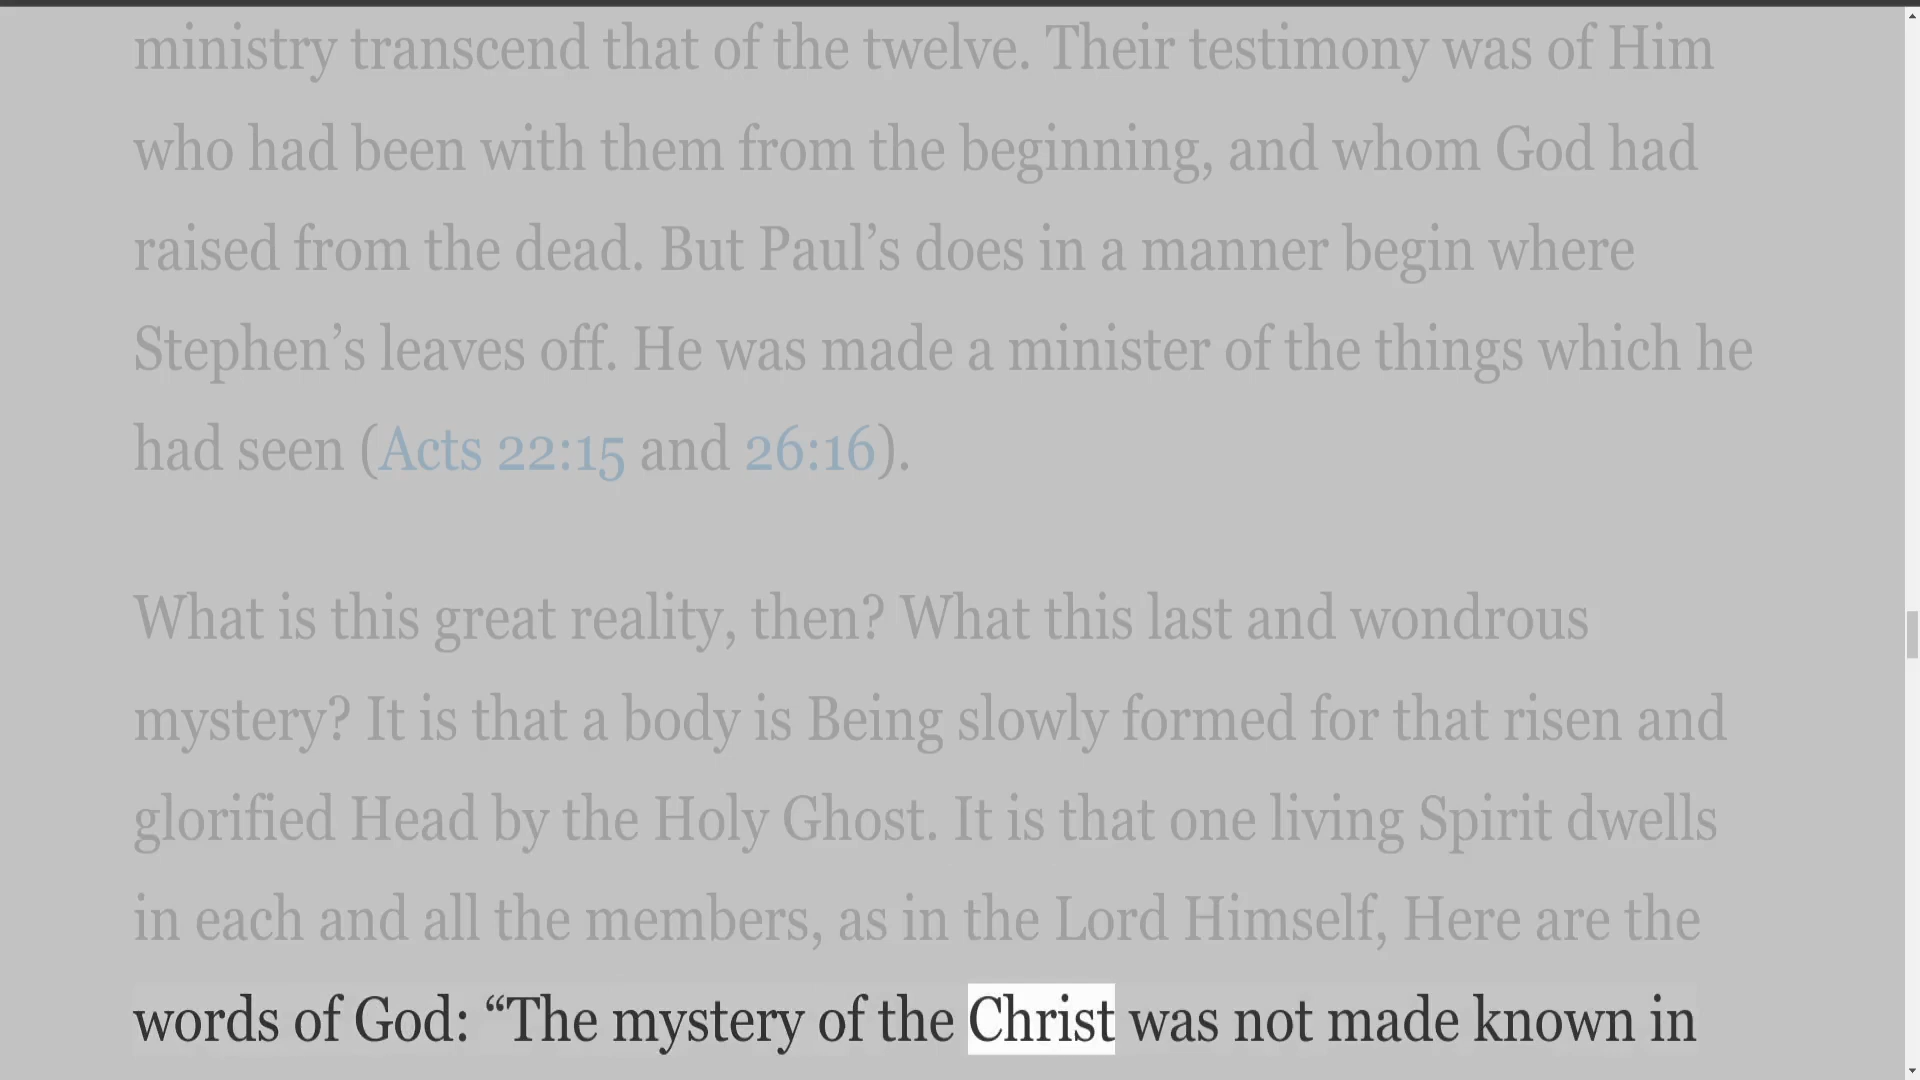 ministry transcend that of the twelve. Their testimony was of Him
who had been with them from the beginning, and whom God had
raised from the dead. But Paul’s does in a manner begin where
Stephen’s leaves off. He was made a minister of the things which he
had seen (Acts 22:15 and 26:16).
What is this great reality, then? What this last and wondrous
mystery? It is that a body is Being slowly formed for that risen and
glorified Head by the Holy Ghost. It is that one living Spirit dwells
in each and all the members, as in the Lord Himself, Here are the
words of God: “The mystery of the Christ was not made known in